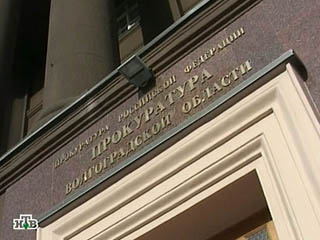 ПРОКУРАТУРА РОССИЙСКОЙ ФЕДЕРАЦИИ
ПРОКУРАТУРА
ВОЛГОГРАДСКОЙ ОБЛАСТИ
НТВ